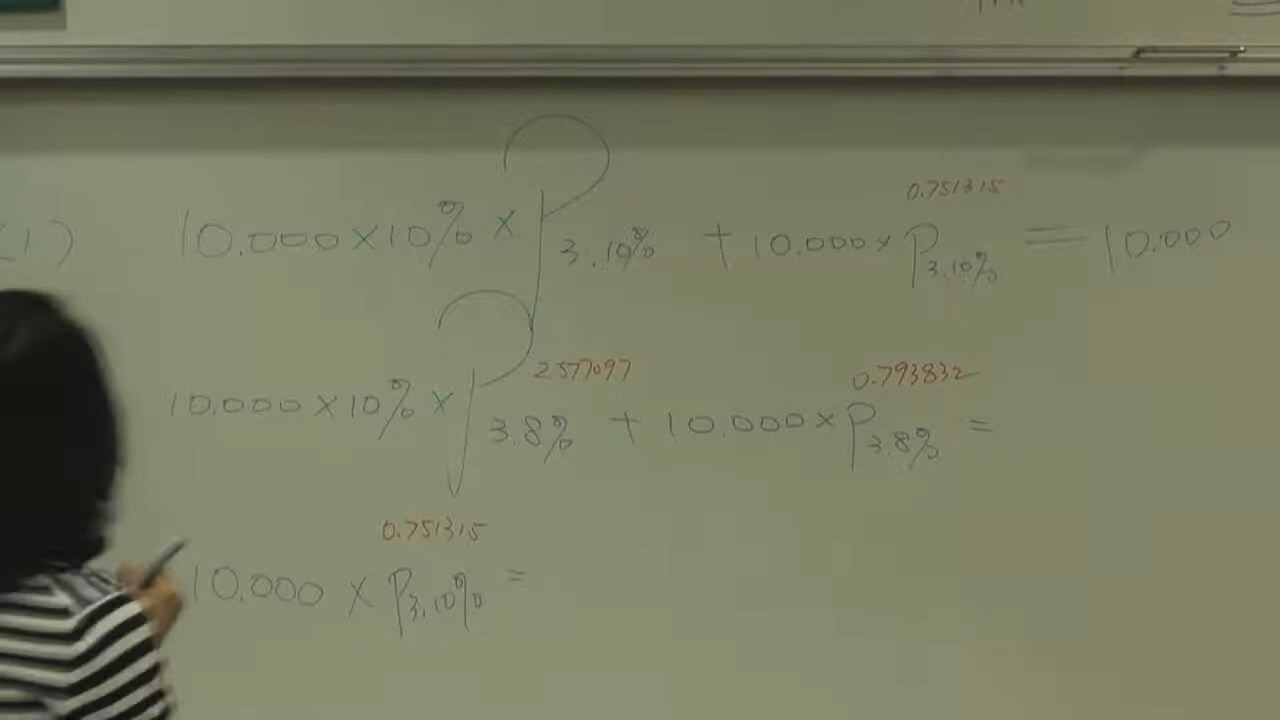 0.751315
(1) 10.000 × 10% × P 3.10% + 10.000 × P 3.10% = 10.000
2.577097 0.793832
10.000 × 10% × P 3.8% + 10.000 × P 3.8% =
0.751315
10.000 × P 3.10% =